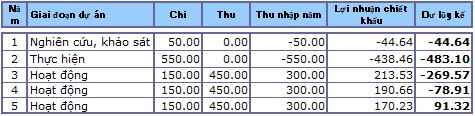 Nă m Giai đoạn dự án Chi Thu Thu nhập năm Lợi nhuận chiết khấu Dư lũy kế
1 Nghiên cứu, khảo sát 50.00 0.00 -50.00 -44.64 -44.64
2 Thực hiện 550.00 0.00 -550.00 -438.46 -483.10
3 Hoạt động 150.00 450.00 300.00 213.53 -269.57
4 Hoạt động 150.00 450.00 300.00 190.66 -78.91
5 Hoạt động 150.00 450.00 300.00 170.23 91.32